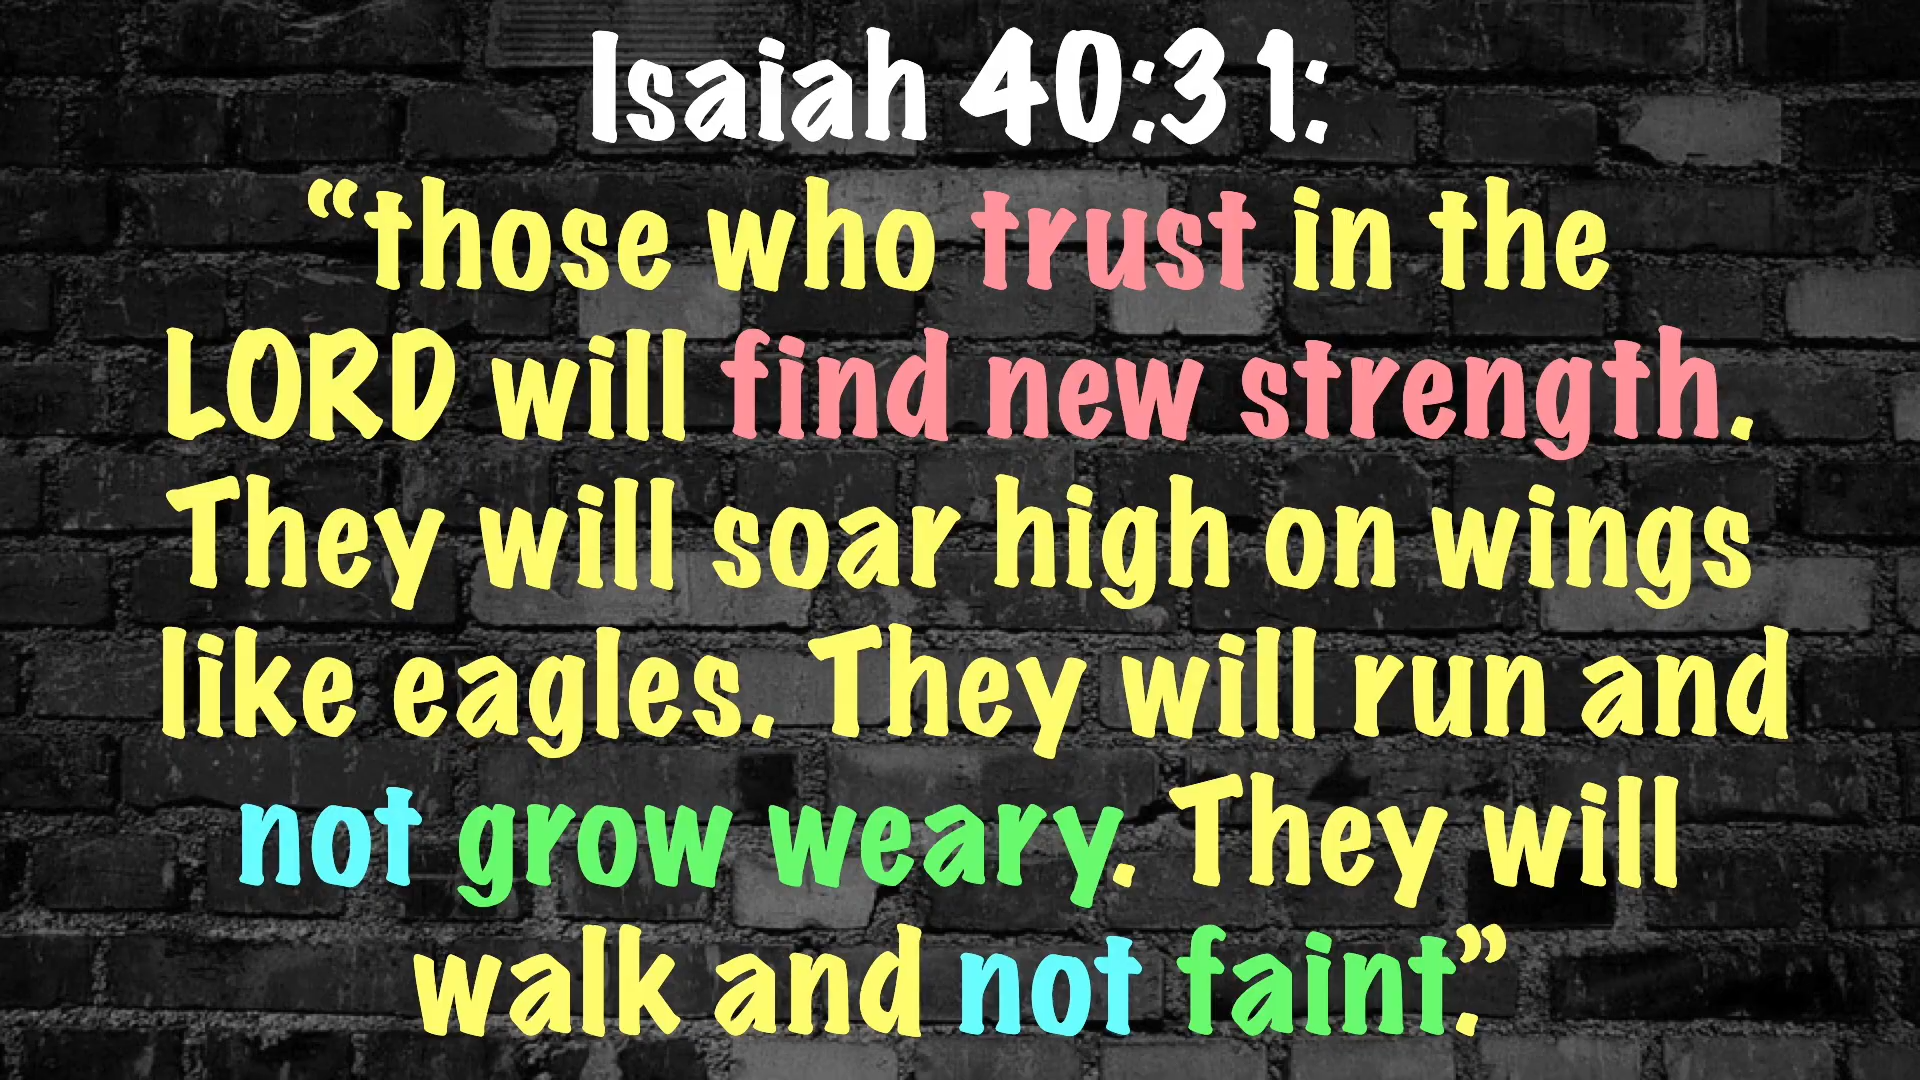 Isaiah 40:31:
“those who trust in the
LORD will find new strength.
They will soar high on wings
like eagles. They will run and
not grow weary. They will
walk and not faint.”